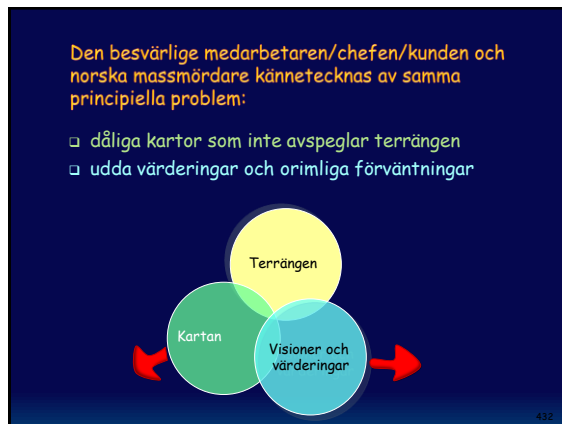 Den besvärlige medarbetaren/chefen/kunden och
norska massmördare kännetecknas av samma
principiella problem:
dåliga kartor som inte avspeglar terrängen
udda värderingar och orimliga förväntningar
Terrängen
Kartan
Visioner och
värderingar
432